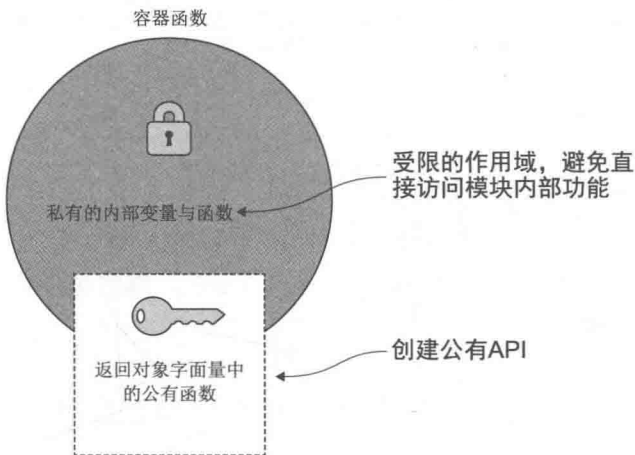 容器函数
受限的作用域，避免直
接访问模块内部功能
私有的内部变量与函数
创建公有API
返回对象字面量中
的公有函数